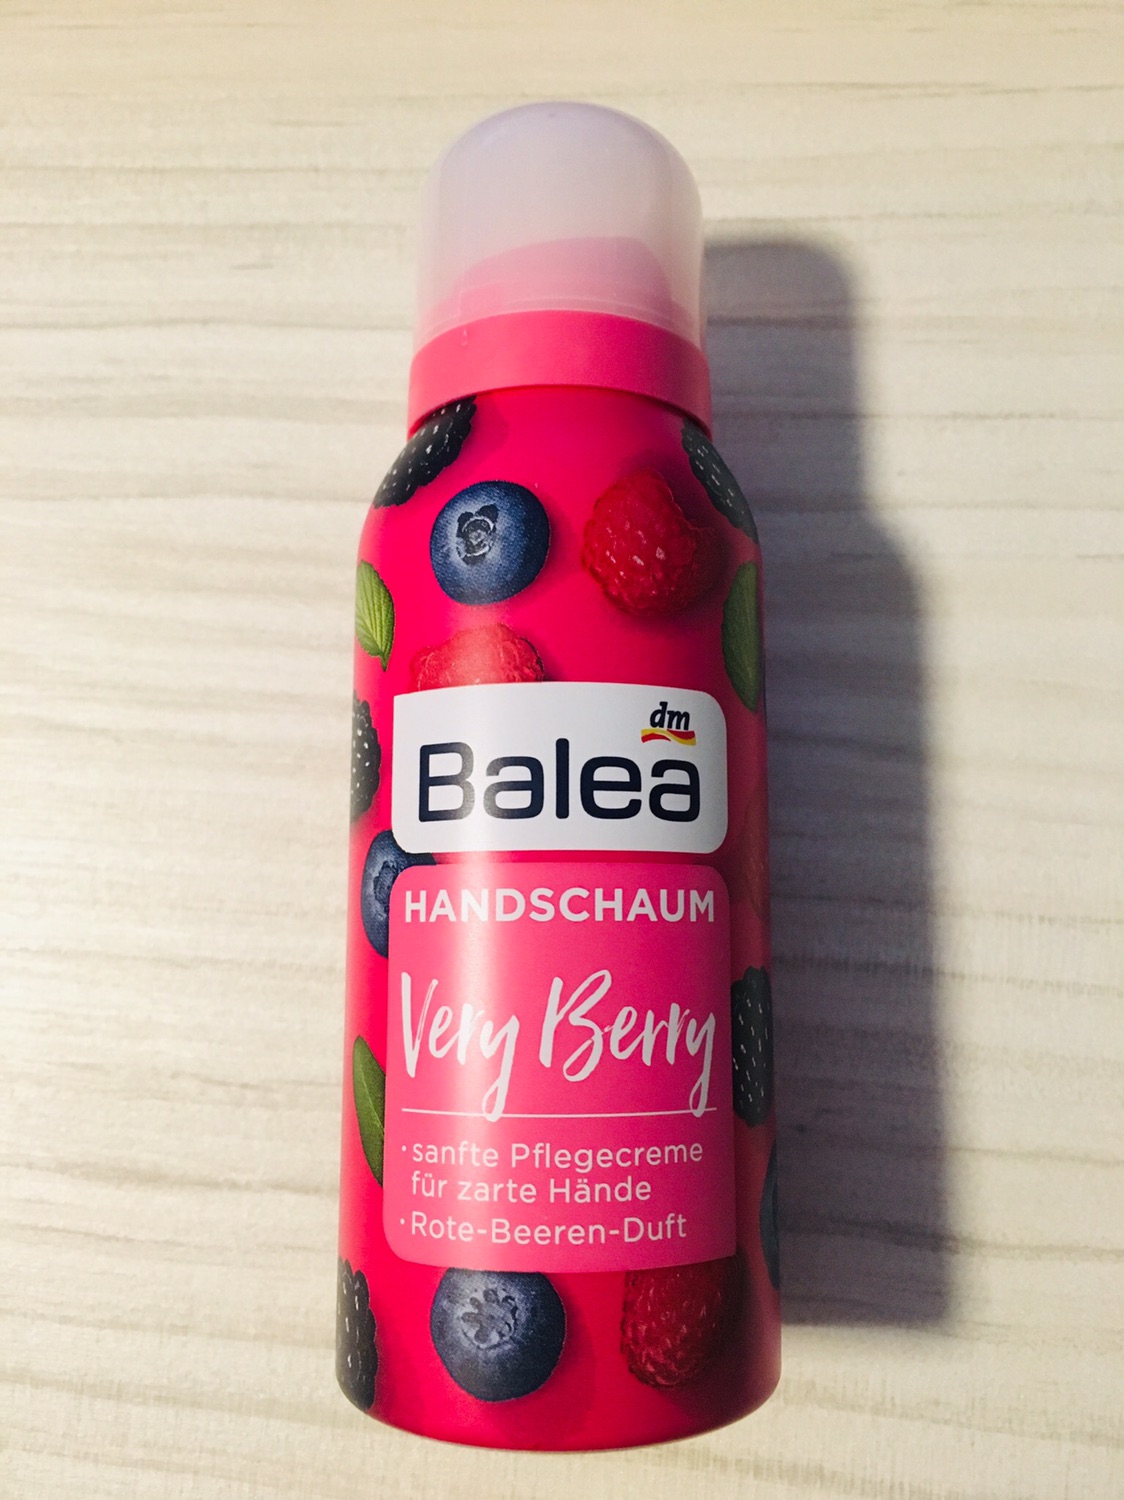 dm
Balea
HANDSCHAUM
Very Berry
· sanfte Pflegecreme
für zarte Hände
· Rote-Beeren-Duft